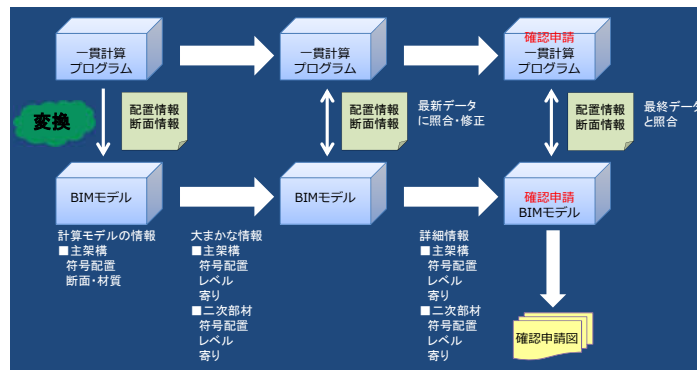 一貫計算
プログラム
一貫計算
プログラム
確認申請
一貫計算
プログラム
変換
配置情報
断面情報
配置情報
断面情報
最新データ
に照合・修正
配置情報
断面情報
最終データ
と照合
BIMモデル
BIMモデル
確認申請
BIMモデル
計算モデルの情報
■主架構
符号配置
断面・材質
大まかな情報
■主架構
符号配置
レベル
寄り
■二次部材
符号配置
レベル
寄り
詳細情報
■主架構
符号配置
レベル
寄り
■二次部材
符号配置
レベル
寄り
確認申請図